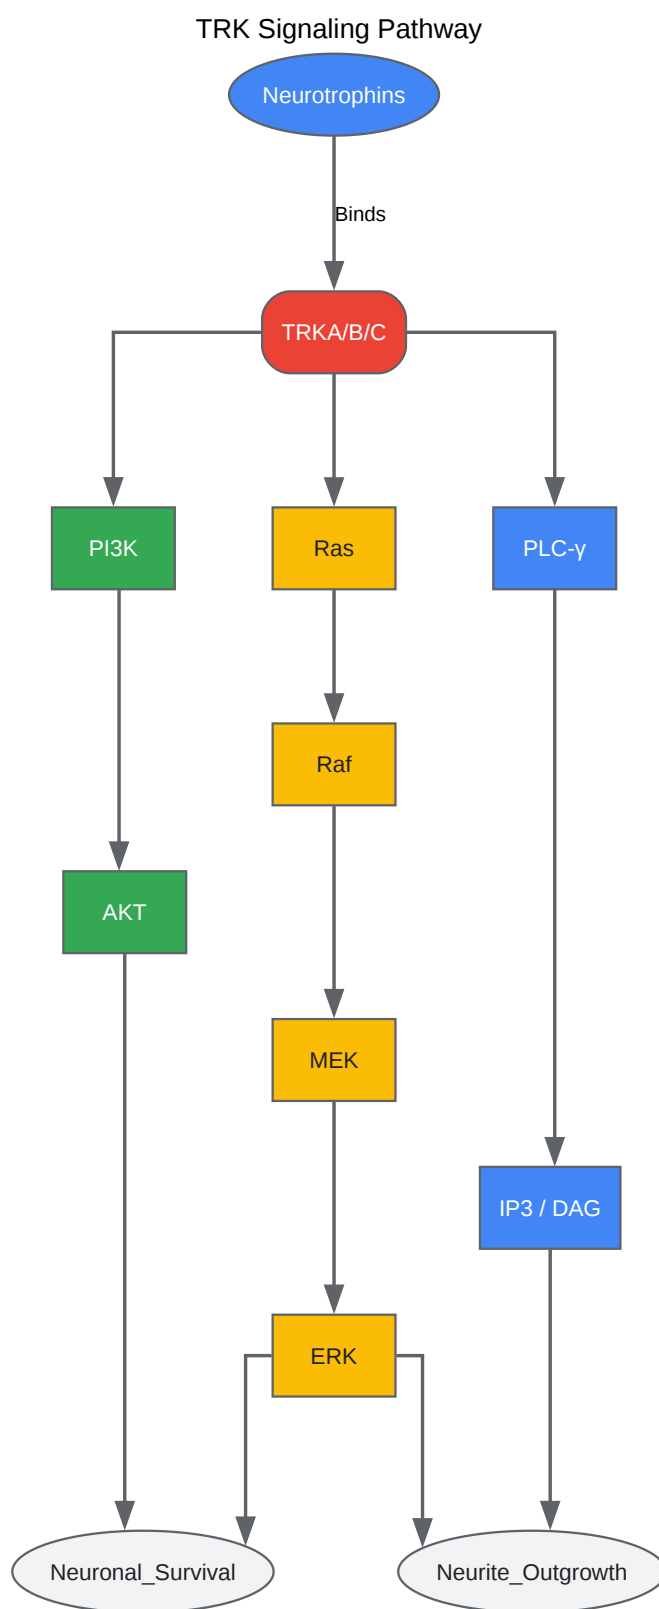 TRK Signaling Pathway
Neurotrophins
Binds
TRKA/B/C
PI3K
Ras
PLC-γ
Raf
AKT
MEK
IP3 / DAG
ERK
Neuronal_Survival
Neurite_Outgrowth